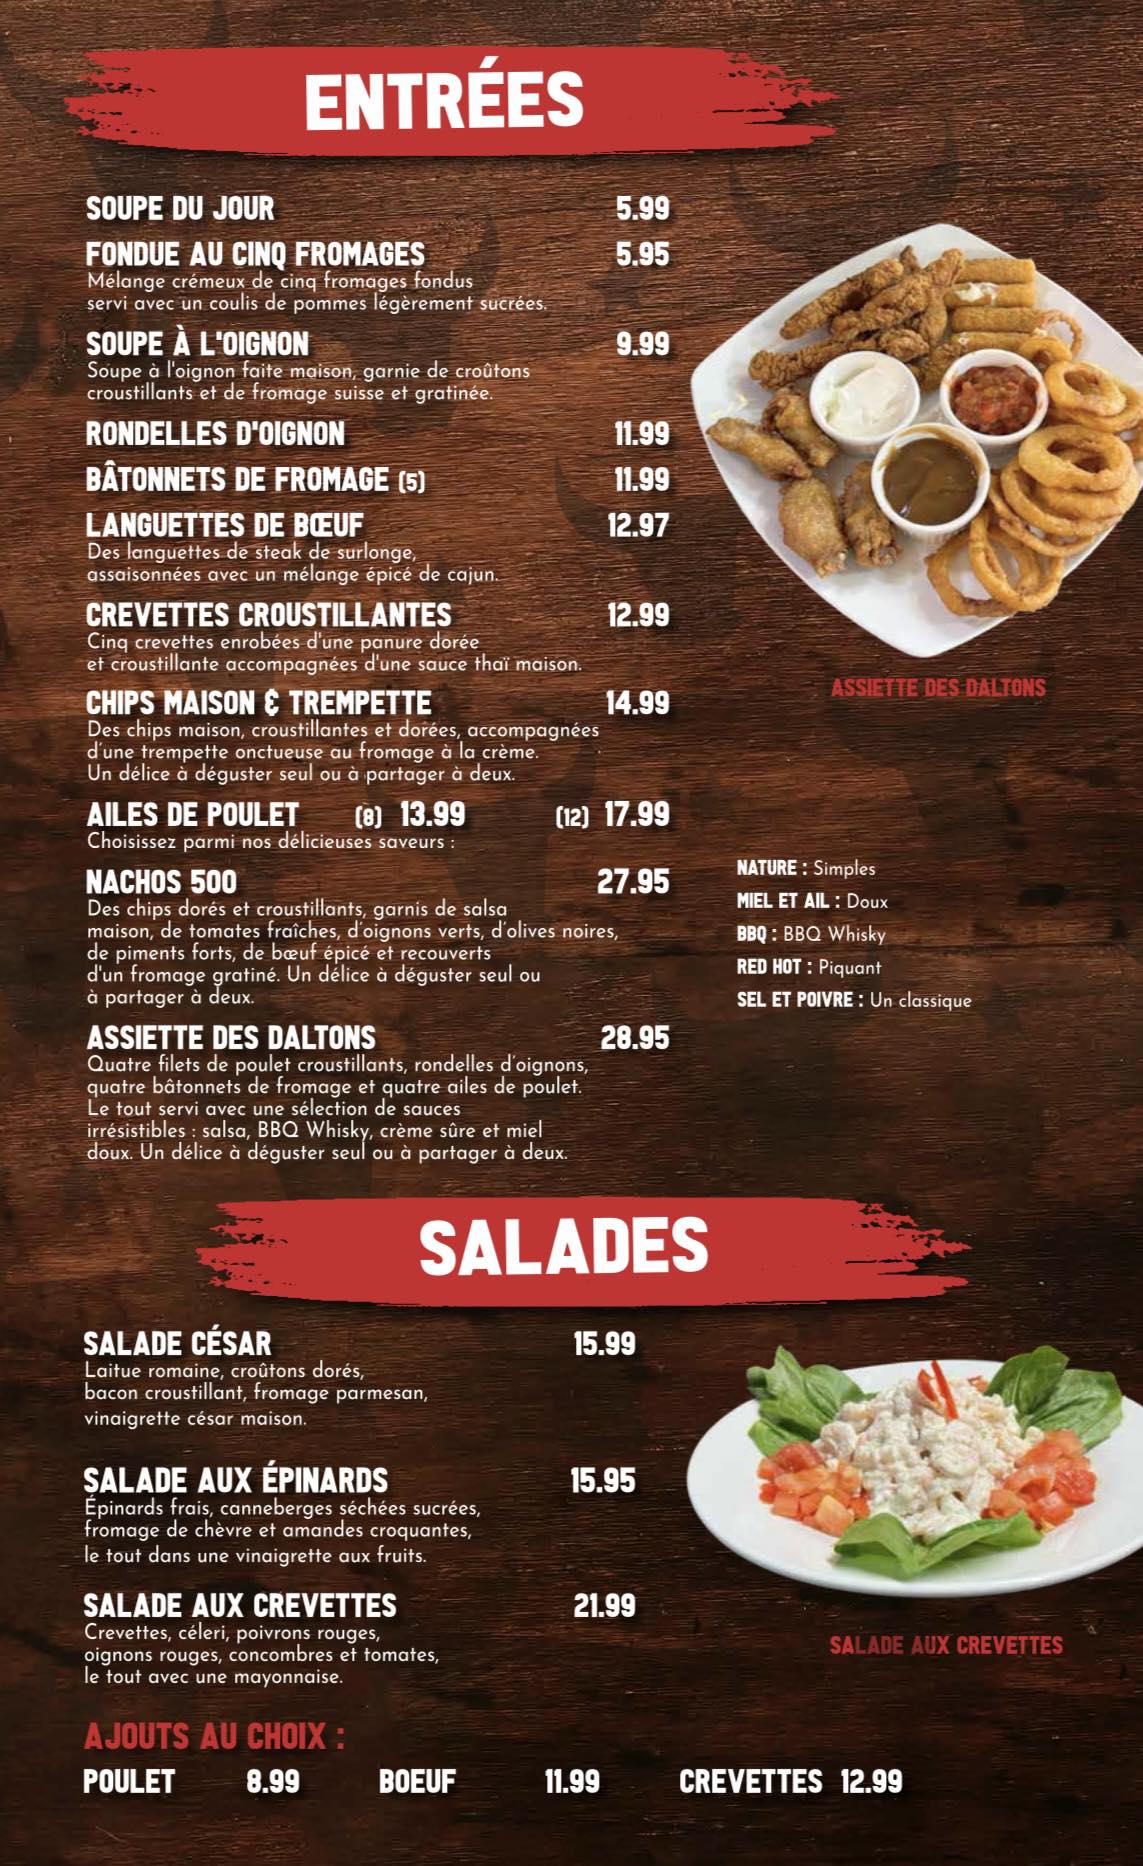 ENTRÉES
SOUPE DU JOUR 5.99
FONDUE AU CINQ FROMAGES 5.95
Mélange crémeux de cinq fromages fondus
servi avec un coulis de pommes légèrement sucrées.
SOUPE À L'OIGNON 9.99
Soupe à l'oignon faite maison, garnie de croûtons
croustillants et de fromage suisse et gratinée.
RONDELLES D'OIGNON 11.99
BÂTONNETS DE FROMAGE (5) 11.99
LANGUETTES DE BŒUF 12.97
Des languettes de steak de surlonge,
assaisonnées avec un mélange épicé de cajun.
CREVETTES CROUSTILLANTES 12.99
Cinq crevettes enrobées d'une panure dorée
et croustillante accompagnées d'une sauce thaï maison.
CHIPS MAISON & TREMPETTE 14.99
Des chips maison, croustillantes et dorées, accompagnées
d'une trempette onctueuse au fromage à la crème.
Un délice à déguster seul ou à partager à deux.
AILES DE POULET (8) 13.99 (12) 17.99
Choisissez parmi nos délicieuses saveurs :
NACHOS 500 27.95
Des chips dorés et croustillants, garnis de salsa
maison, de tomates fraîches, d'oignons verts, d'olives noires,
de piments forts, de bœuf épicé et recouverts
d'un fromage gratiné. Un délice à déguster seul ou
à partager à deux.
ASSIETTE DES DALTONS 28.95
Quatre filets de poulet croustillants, rondelles d'oignons,
quatre bâtonnets de fromage et quatre ailes de poulet.
Le tout servi avec une sélection de sauces
irrésistibles : salsa, BBQ Whisky, crème sûre et miel
doux. Un délice à déguster seul ou à partager à deux.
ASSIETTE DES DALTONS
NATURE : Simples
MIEL ET AIL : Doux
BBQ : BBQ Whisky
RED HOT : Piquant
SEL ET POIVRE : Un classique
SALADES
SALADE CÉSAR 15.99
Laitue romaine, croûtons dorés,
bacon croustillant, fromage parmesan,
vinaigrette césar maison.
SALADE AUX ÉPINARDS 15.95
Épinards frais, canneberges séchées sucrées,
fromage de chèvre et amandes croquantes,
le tout dans une vinaigrette aux fruits.
SALADE AUX CREVETTES 21.99
Crevettes, céleri, poivrons rouges,
oignons rouges, concombres et tomates,
le tout avec une mayonnaise.
SALADE AUX CREVETTES
AJOUTS AU CHOIX :
POULET 8.99 BOEUF 11.99 CREVETTES 12.99